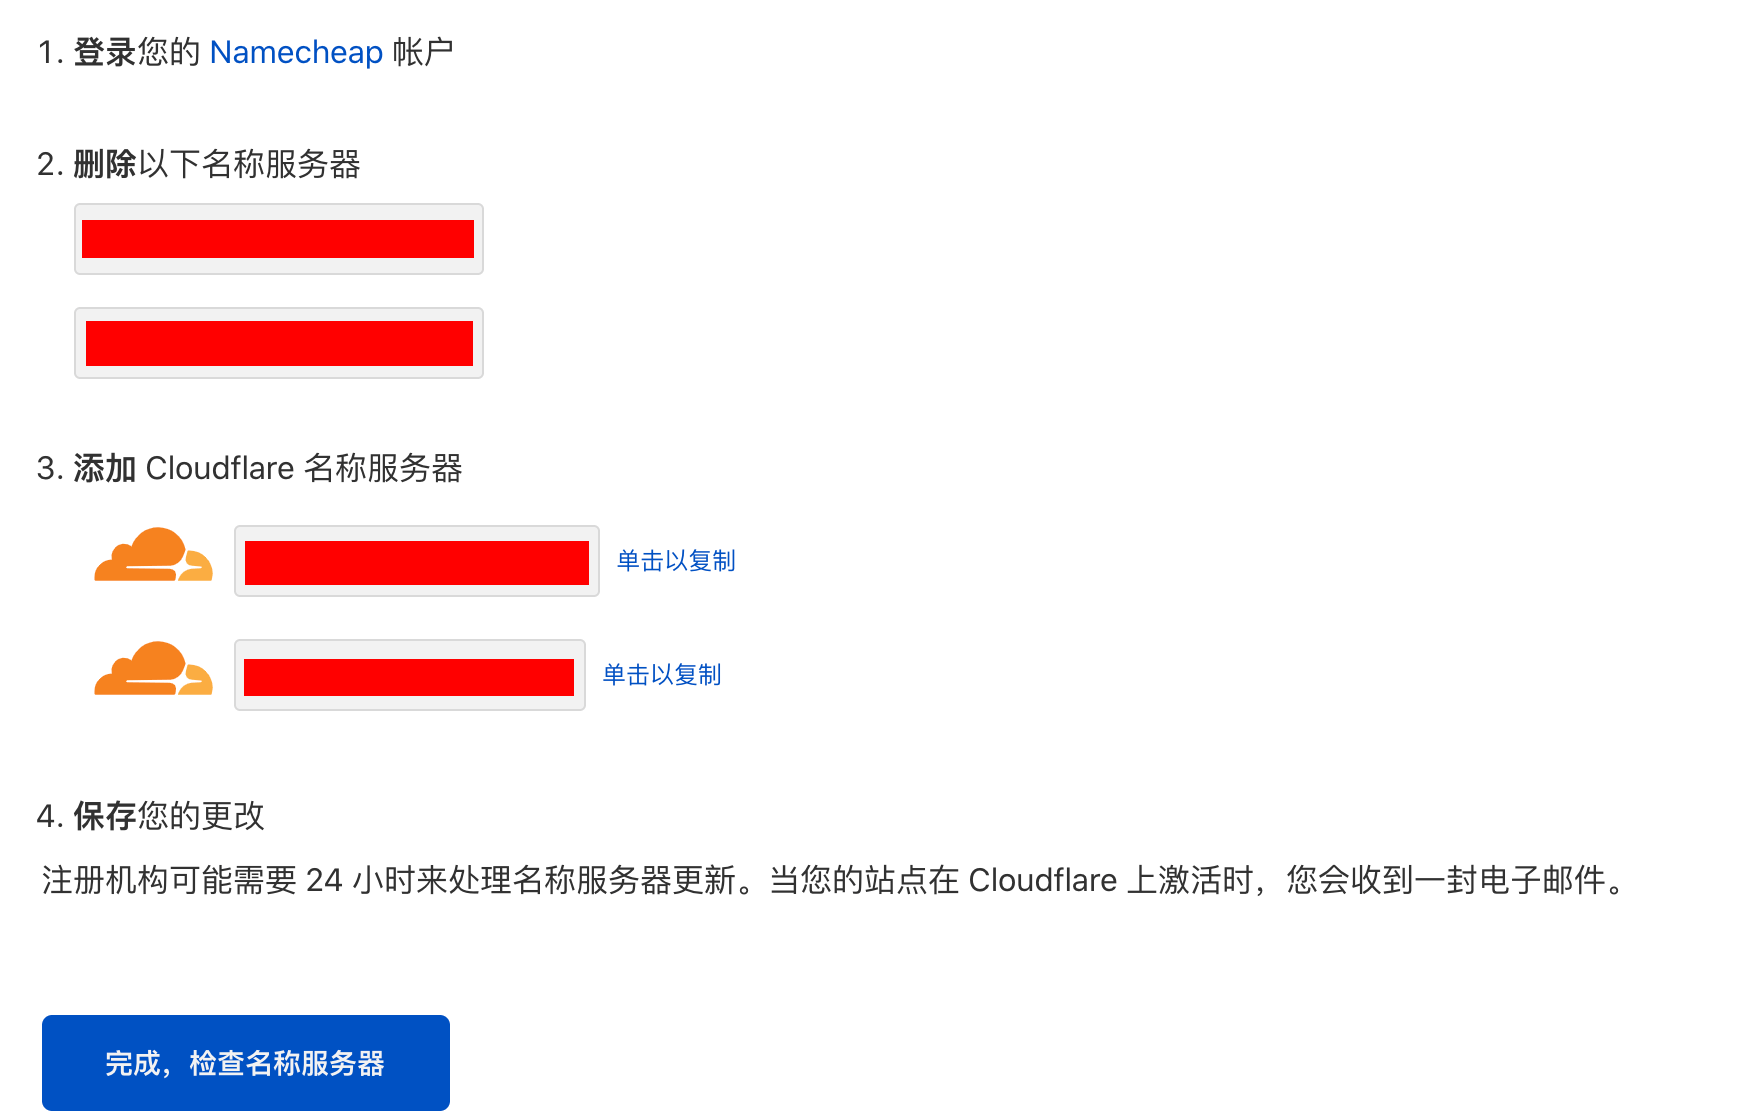 1. 登录您的 Namecheap 帐户
2. 删除以下名称服务器
3. 添加 Cloudflare 名称服务器
单击以复制
单击以复制
4. 保存您的更改
注册机构可能需要 24 小时来处理名称服务器更新。当您的站点在 Cloudflare 上激活时，您会收到一封电子邮件。
完成，检查名称服务器